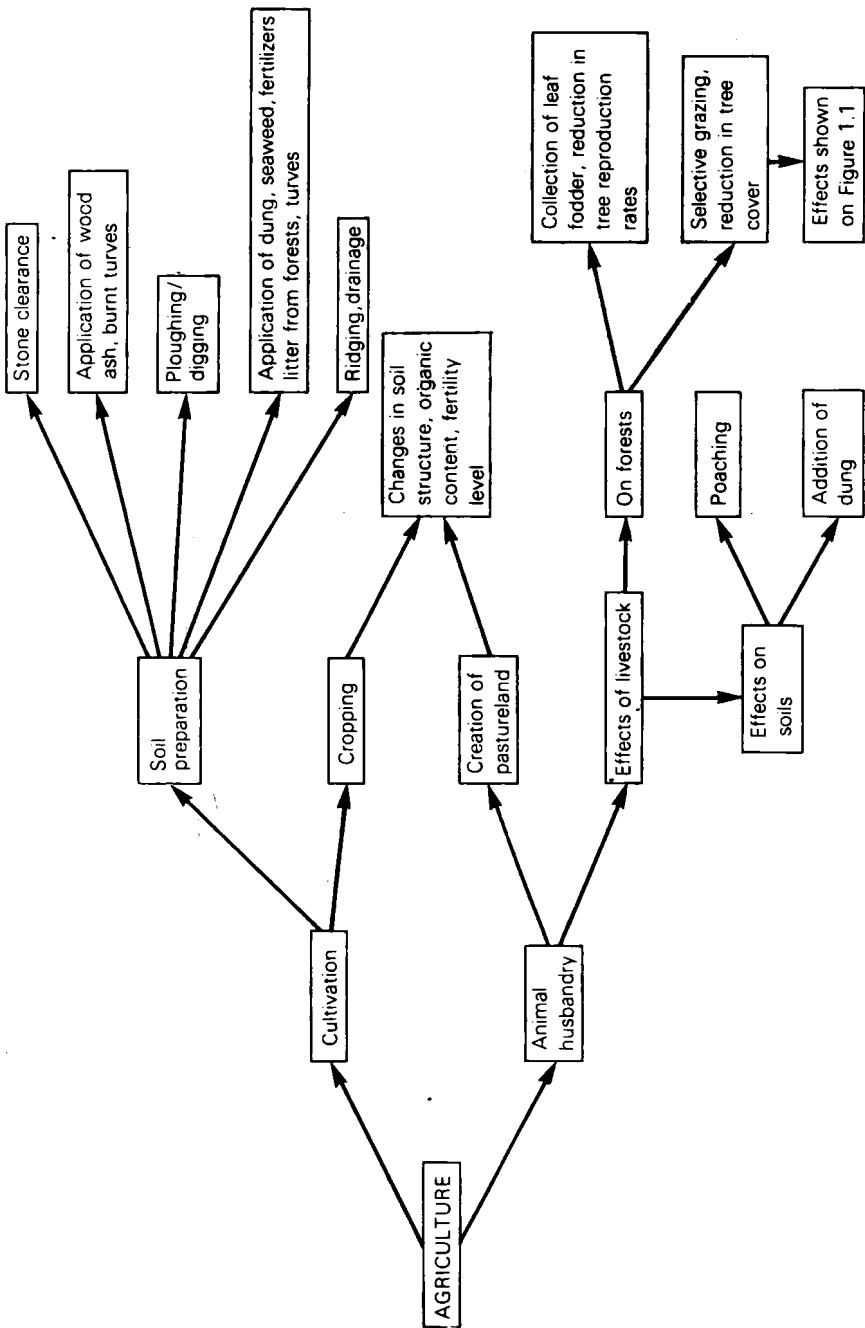 AGRICULTURE
Cultivation
Animal
husbandry
Soil
preparation
Cropping
Creation of
pastureland
Effects of livestock
Effects on
soils
Stone clearance
Application of wood
ash, burnt turves
Ploughing/
digging
Application of dung, seaweed, fertilizers
litter from forests, turves
Ridging, drainage
Changes in soil
structure, organic
content, fertility
level
On forests
Poaching
Addition of
dung
Collection of leaf
fodder, reduction in
tree reproduction
rates
Selective grazing,
reduction in tree
cover
Effects shown
on Figure 1.1